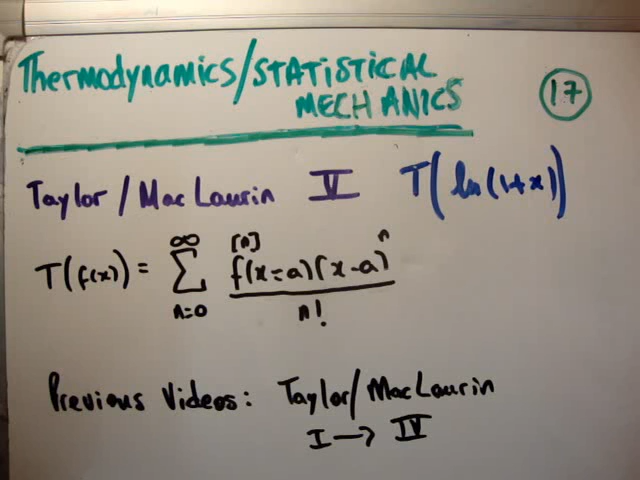 Thermodynamics/STATISTICAL
MECHANICS
17
Taylor/MacLaurin V T(ln(1+x))
T(f(x)) = ∞ Σ n=0 f[n](x=a)(x-a)^n / n!
Previous Videos: Taylor/MacLaurin
I → IV